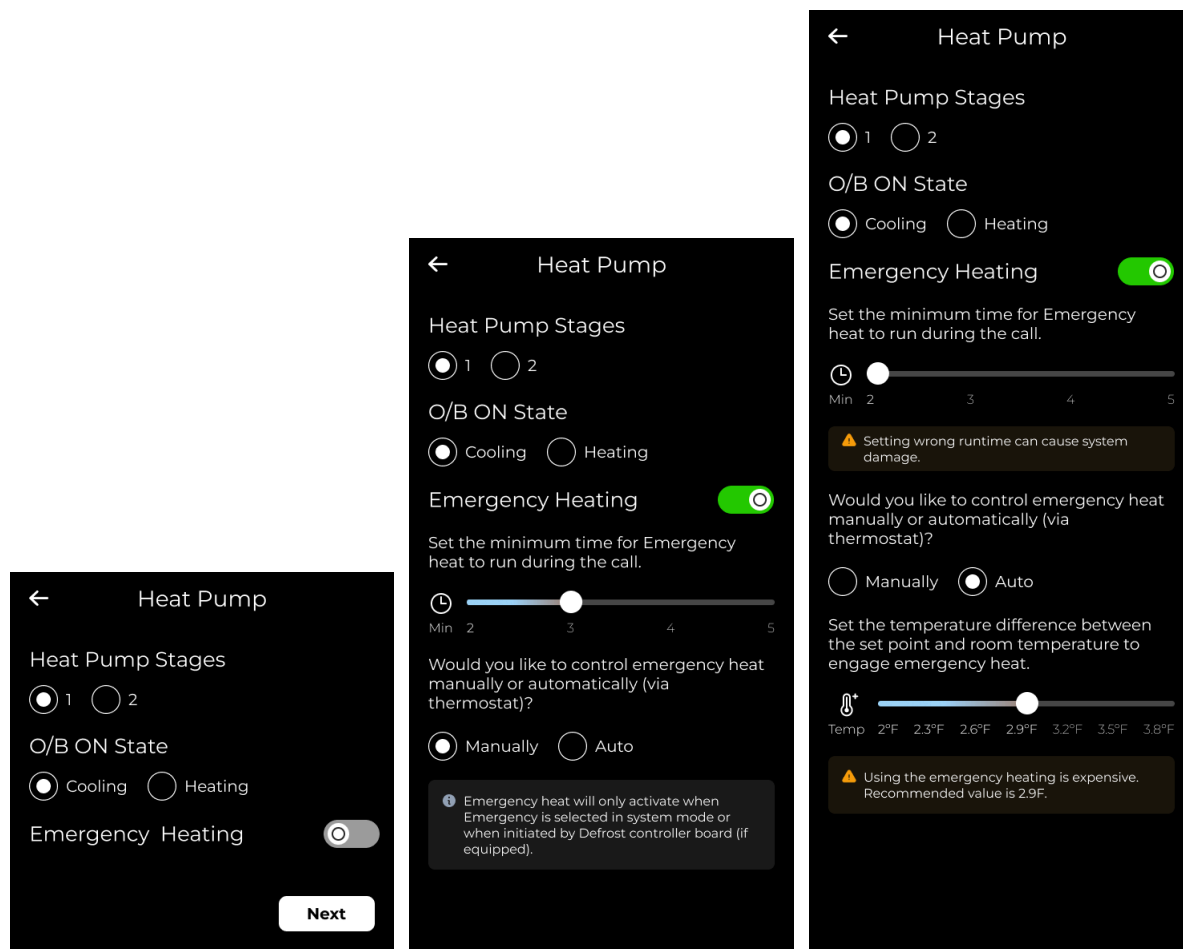 Heat Pump
Heat Pump Stages
1 2
O/B ON State
Cooling Heating
Emergency Heating
Next
Heat Pump
Heat Pump Stages
1 2
O/B ON State
Cooling Heating
Emergency Heating
Set the minimum time for Emergency
heat to run during the call.
Min 2 3 4 5
Would you like to control emergency heat
manually or automatically (via
thermostat)?
Manually Auto
Emergency heat will only activate when
Emergency is selected in system mode or
when initiated by Defrost controller board (if
equipped).
Heat Pump
Heat Pump Stages
1 2
O/B ON State
Cooling Heating
Emergency Heating
Set the minimum time for Emergency
heat to run during the call.
Min 2 3 4 5
Setting wrong runtime can cause system
damage.
Would you like to control emergency heat
manually or automatically (via
thermostat)?
Manually Auto
Set the temperature difference between
the set point and room temperature to
engage emergency heat.
Temp 2°F 2.3°F 2.6°F 2.9°F 3.2°F 3.5°F 3.8°F
Using the emergency heating is expensive.
Recommended value is 2.9F.